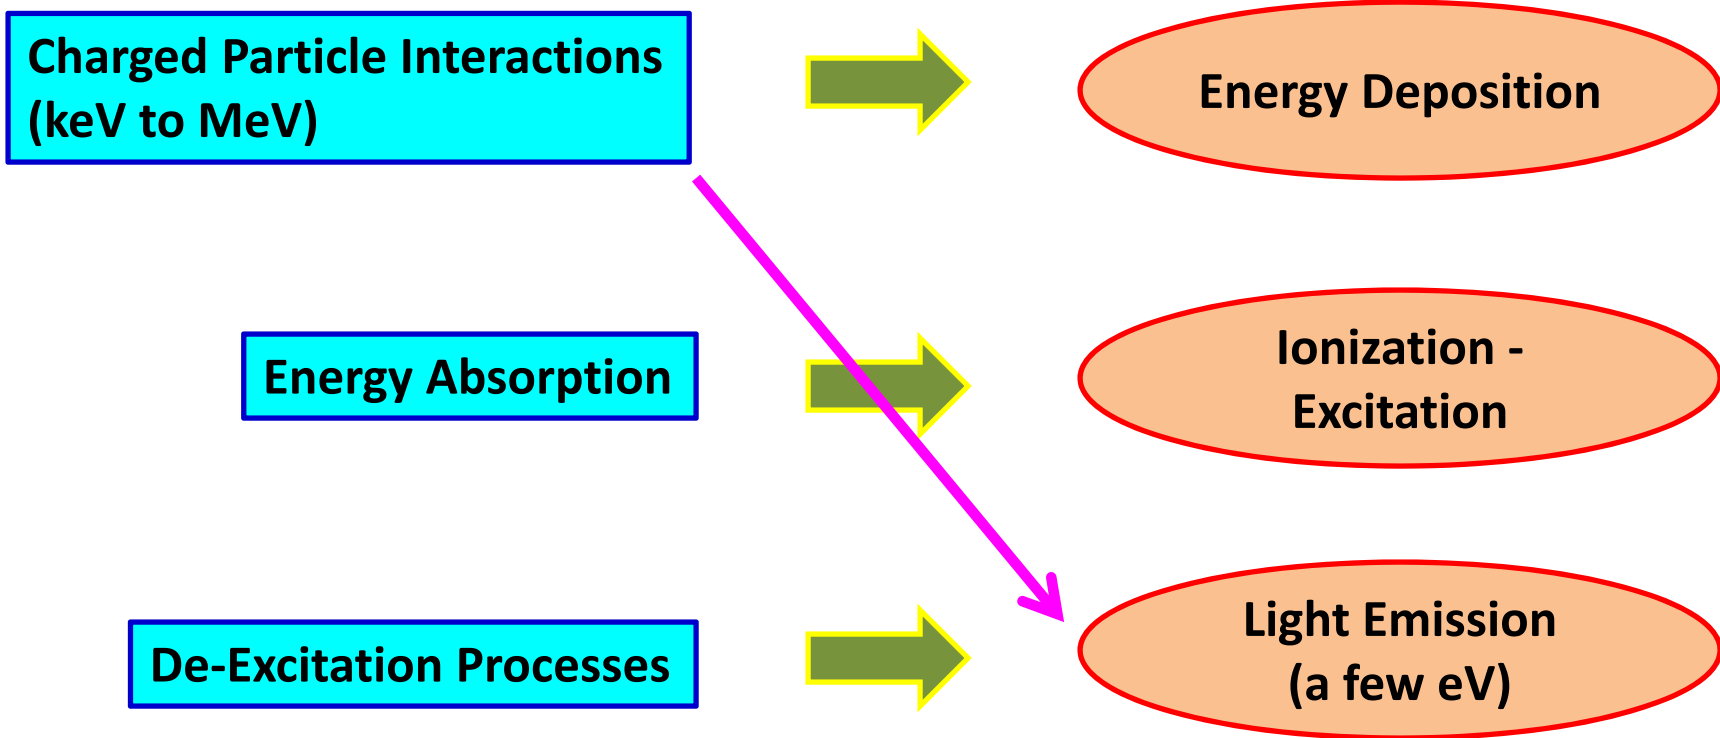 Charged Particle Interactions
(keV to MeV)
Energy Deposition
Energy Absorption
Ionization -
Excitation
De-Excitation Processes
Light Emission
(a few eV)